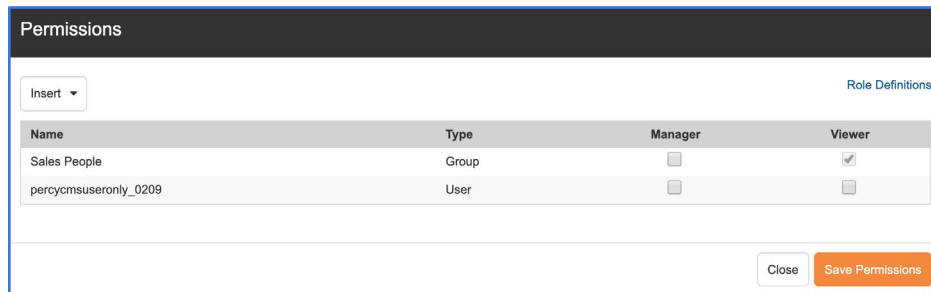 Permissions
Insert
Role Definitions
Name Type Manager Viewer
Sales People Group
percycmsuseronly_0209 User
Close Save Permissions